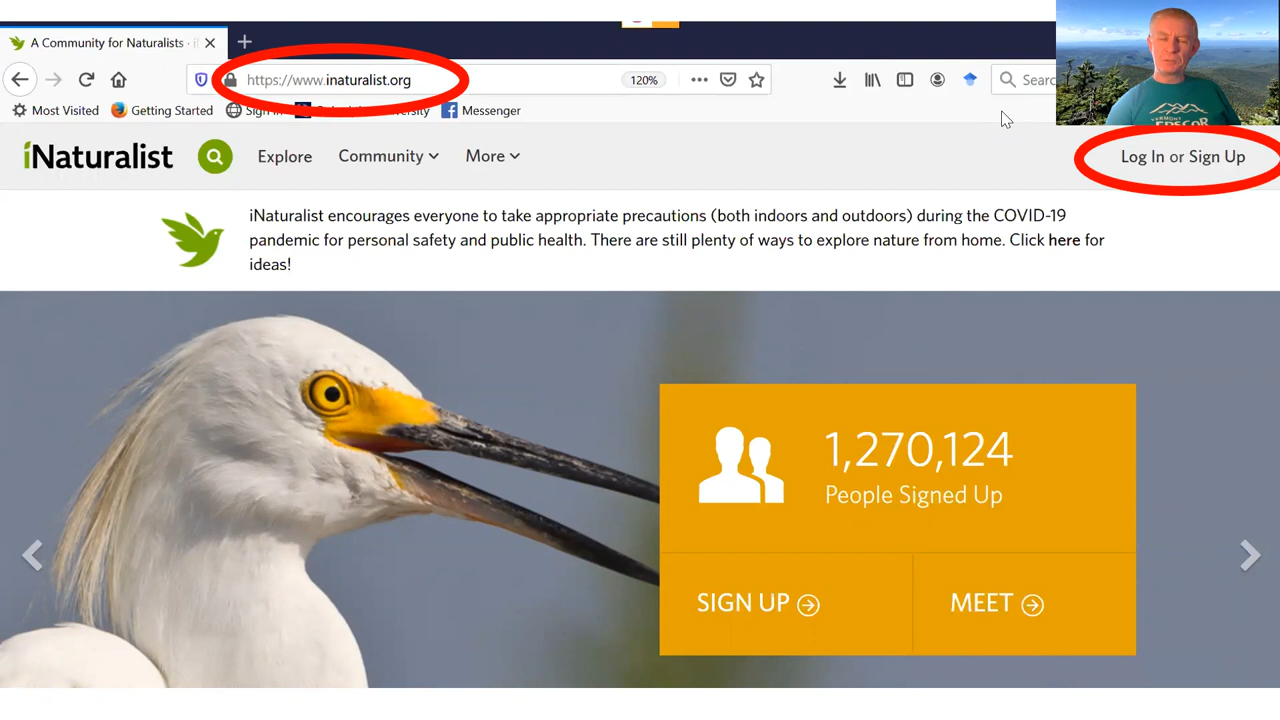 A Community for Naturalists ·
https://www.inaturalist.org
120%
Most Visited
Getting Started
Messenger
iNaturalist
Explore
Community
More
Log In or Sign Up
iNaturalist encourages everyone to take appropriate precautions (both indoors and outdoors) during the COVID-19
pandemic for personal safety and public health. There are still plenty of ways to explore nature from home. Click here for
ideas!
1,270,124
People Signed Up
SIGN UP
MEET
VERMONT